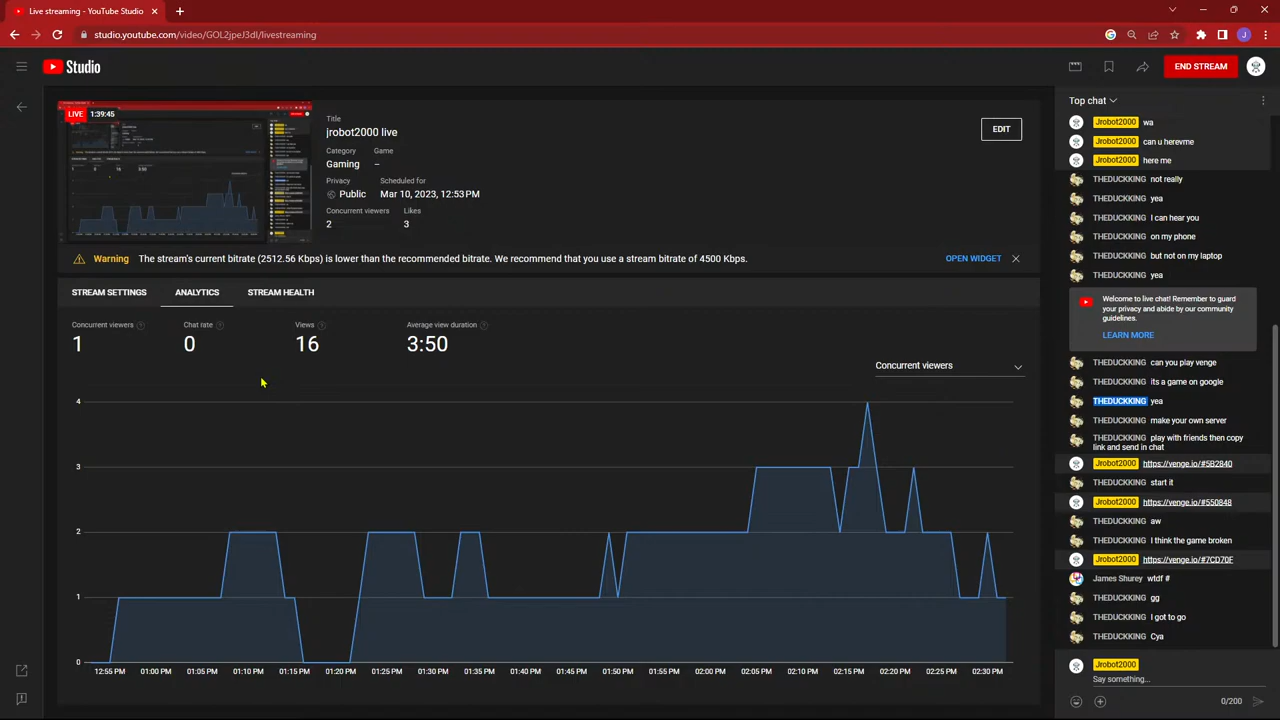 Live streaming - YouTube Studio
studio.youtube.com/video/GOL2jpeJ3dI/livestreaming
J
Studio
END STREAM
LIVE 1:39:45
Title
jrobot2000 live
EDIT
Category Game
Gaming –
Privacy Scheduled for
Public Mar 10, 2023, 12:53 PM
Concurrent viewers Likes
2 3
Warning The stream's current bitrate (2512.56 Kbps) is lower than the recommended bitrate. We recommend that you use a stream bitrate of 4500 Kbps. OPEN WIDGET
STREAM SETTINGS ANALYTICS STREAM HEALTH
Concurrent viewers Chat rate Views Average view duration
1 0 16 3:50
Concurrent viewers
4
3
2
1
0
12:55 PM 01:00 PM 01:05 PM 01:10 PM 01:15 PM 01:20 PM 01:25 PM 01:30 PM 01:35 PM 01:40 PM 01:45 PM 01:50 PM 01:55 PM 02:00 PM 02:05 PM 02:10 PM 02:15 PM 02:20 PM 02:25 PM 02:30 PM
Top chat
Jrobot2000 wa
Jrobot2000 can u herevme
Jrobot2000 here me
THEDUCKKING not really
THEDUCKKING yea
THEDUCKKING I can hear you
THEDUCKKING on my phone
THEDUCKKING but not on my laptop
THEDUCKKING yea
Welcome to live chat! Remember to guard
your privacy and abide by our community
guidelines.
LEARN MORE
THEDUCKKING can you play venge
THEDUCKKING its a game on google
THEDUCKKING yea
THEDUCKKING make your own server
THEDUCKKING play with friends then copy
link and send in chat
Jrobot2000 https://venge.io/#5B2840
THEDUCKKING start it
Jrobot2000 https://venge.io/#550848
THEDUCKKING aw
THEDUCKKING I think the game broken
Jrobot2000 https://venge.io/#7CD70F
James Shurey wfdf #
THEDUCKKING gg
THEDUCKKING I got to go
THEDUCKKING Cya
Jrobot2000
Say something...
0/200